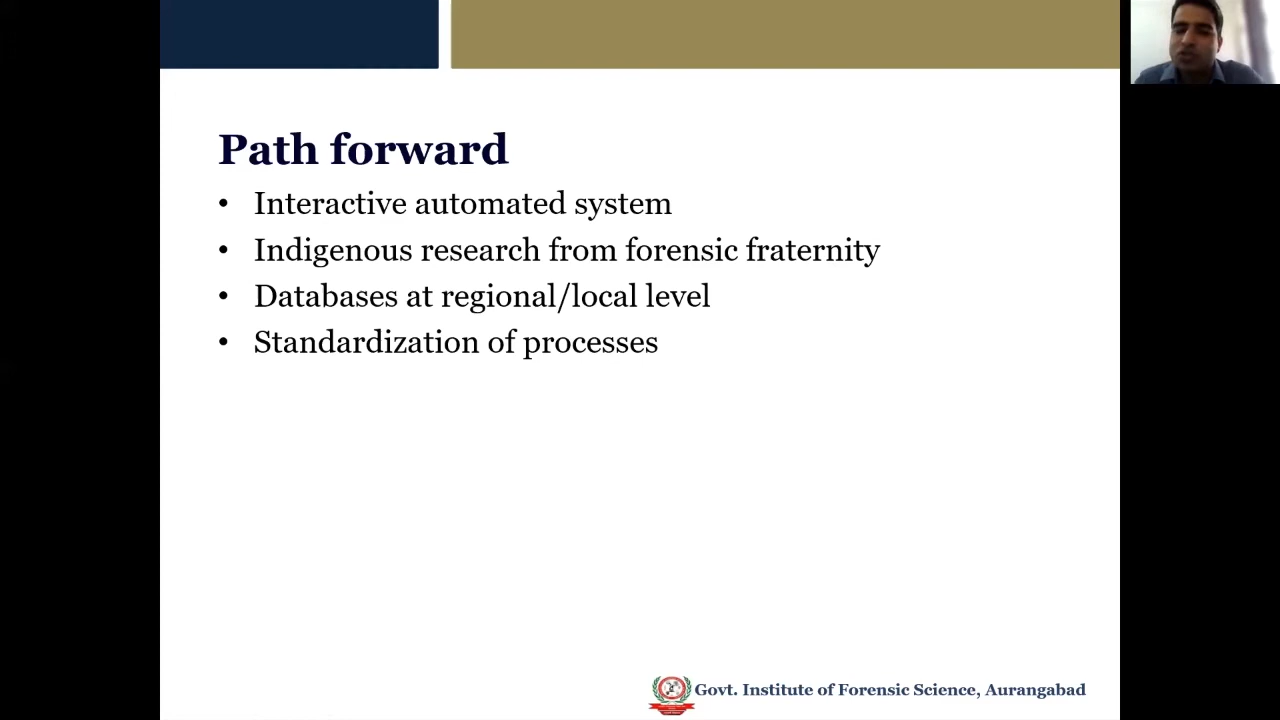 Path forward
• Interactive automated system
• Indigenous research from forensic fraternity
• Databases at regional/local level
• Standardization of processes
Govt. Institute of Forensic Science, Aurangabad